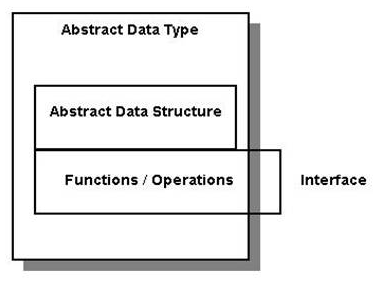 Abstract Data Type
Abstract Data Structure
Functions / Operations
Interface